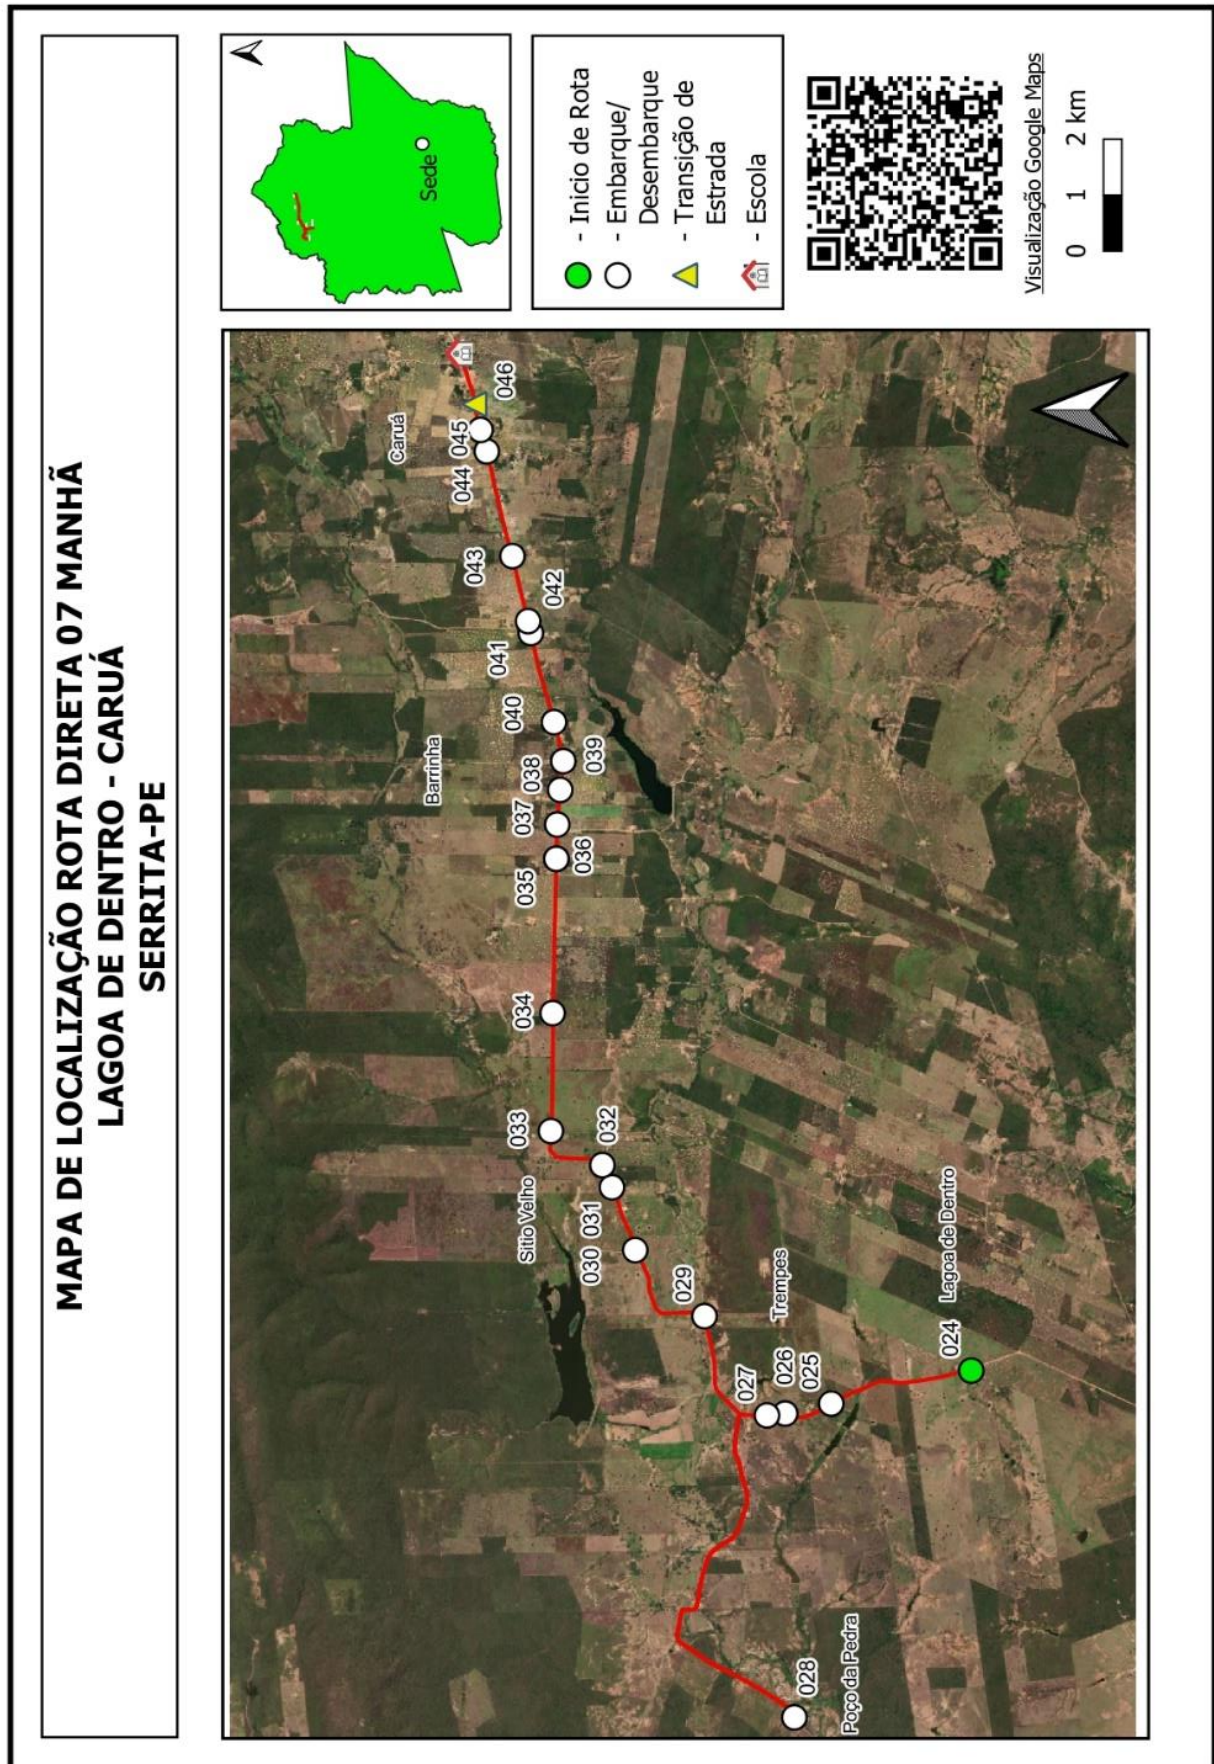 MAPA DE LOCALIZAÇÃO ROTA DIRETA 07 MANHÃ
LAGOA DE DENTRO - CARUÁ
SERRITA-PE
Poço da Pedra
028
027
026
025
024
Lagoa de Dentro
Trempes
029
030
031
032
Sitio Velho
033
034
035
036
037
038
039
Barrinha
040
041
042
043
044
045
046
Caruá
Sede
- Inicio de Rota
- Embarque/
Desembarque
- Transição de
Estrada
- Escola
Visualização Google Maps
0 1 2 km